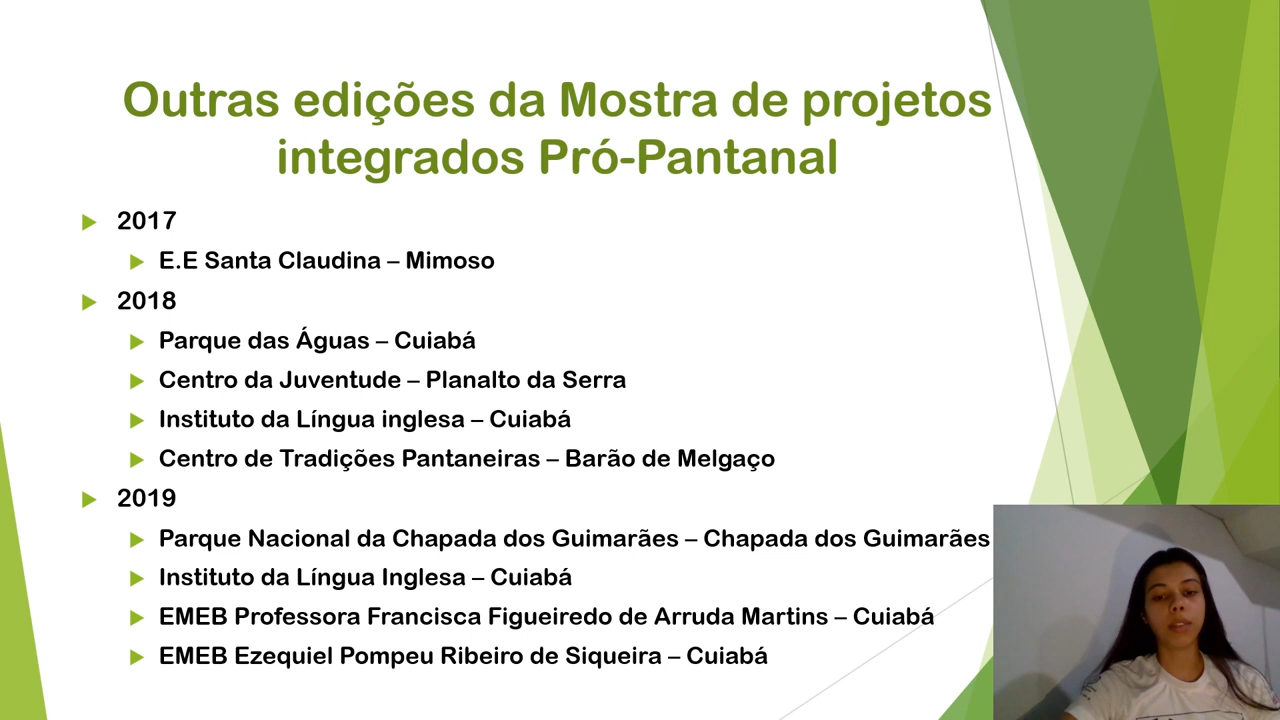 Outras edições da Mostra de projetos
integrados Pró-Pantanal
2017
E.E Santa Claudina – Mimoso
2018
Parque das Águas – Cuiabá
Centro da Juventude – Planalto da Serra
Instituto da Língua inglesa – Cuiabá
Centro de Tradições Pantaneiras – Barão de Melgaço
2019
Parque Nacional da Chapada dos Guimarães – Chapada dos Guimarães
Instituto da Língua Inglesa – Cuiabá
EMEB Professora Francisca Figueiredo de Arruda Martins – Cuiabá
EMEB Ezequiel Pompeu Ribeiro de Siqueira – Cuiabá